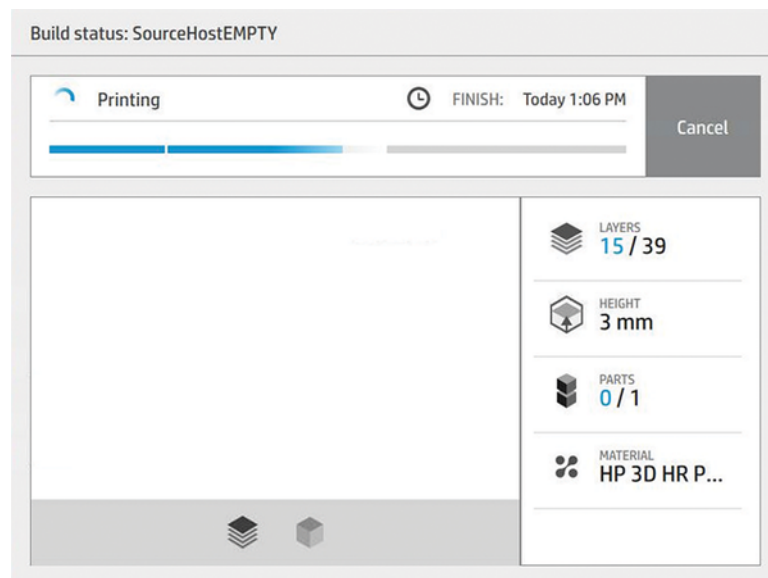 Build status: SourceHostEMPTY
Printing
FINISH: Today 1:06 PM
Cancel
LAYERS
15 / 39
HEIGHT
3 mm
PARTS
0 / 1
MATERIAL
HP 3D HR P...